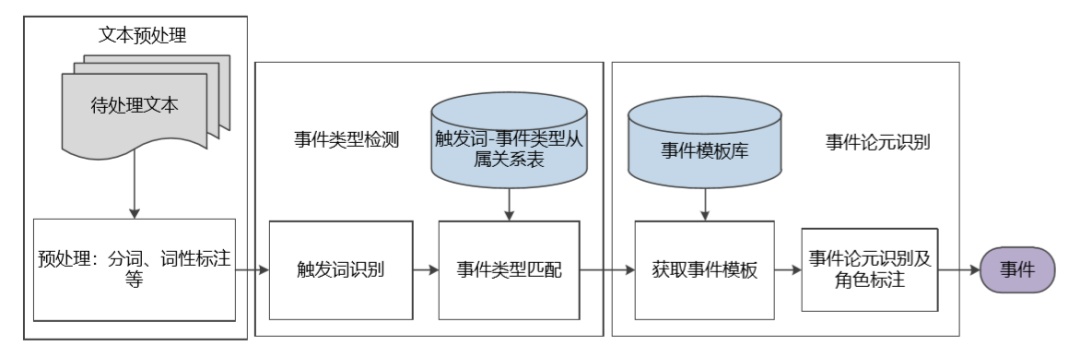 文本预处理
待处理文本
预处理：分词、词性标注
等
事件类型检测
触发词-事件类型从
属关系表
触发词识别
事件类型匹配
事件模板库
事件论元识别
获取事件模板
事件论元识别及
角色标注
事件